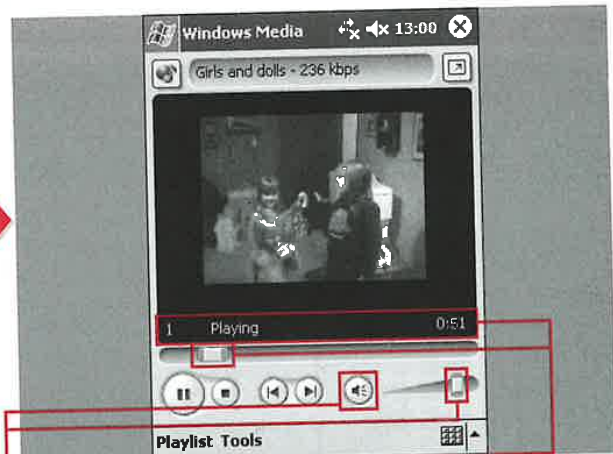 Windows Media 13:00
Girls and dolls - 236 kbps
1 Playing 0:51
Playlist Tools